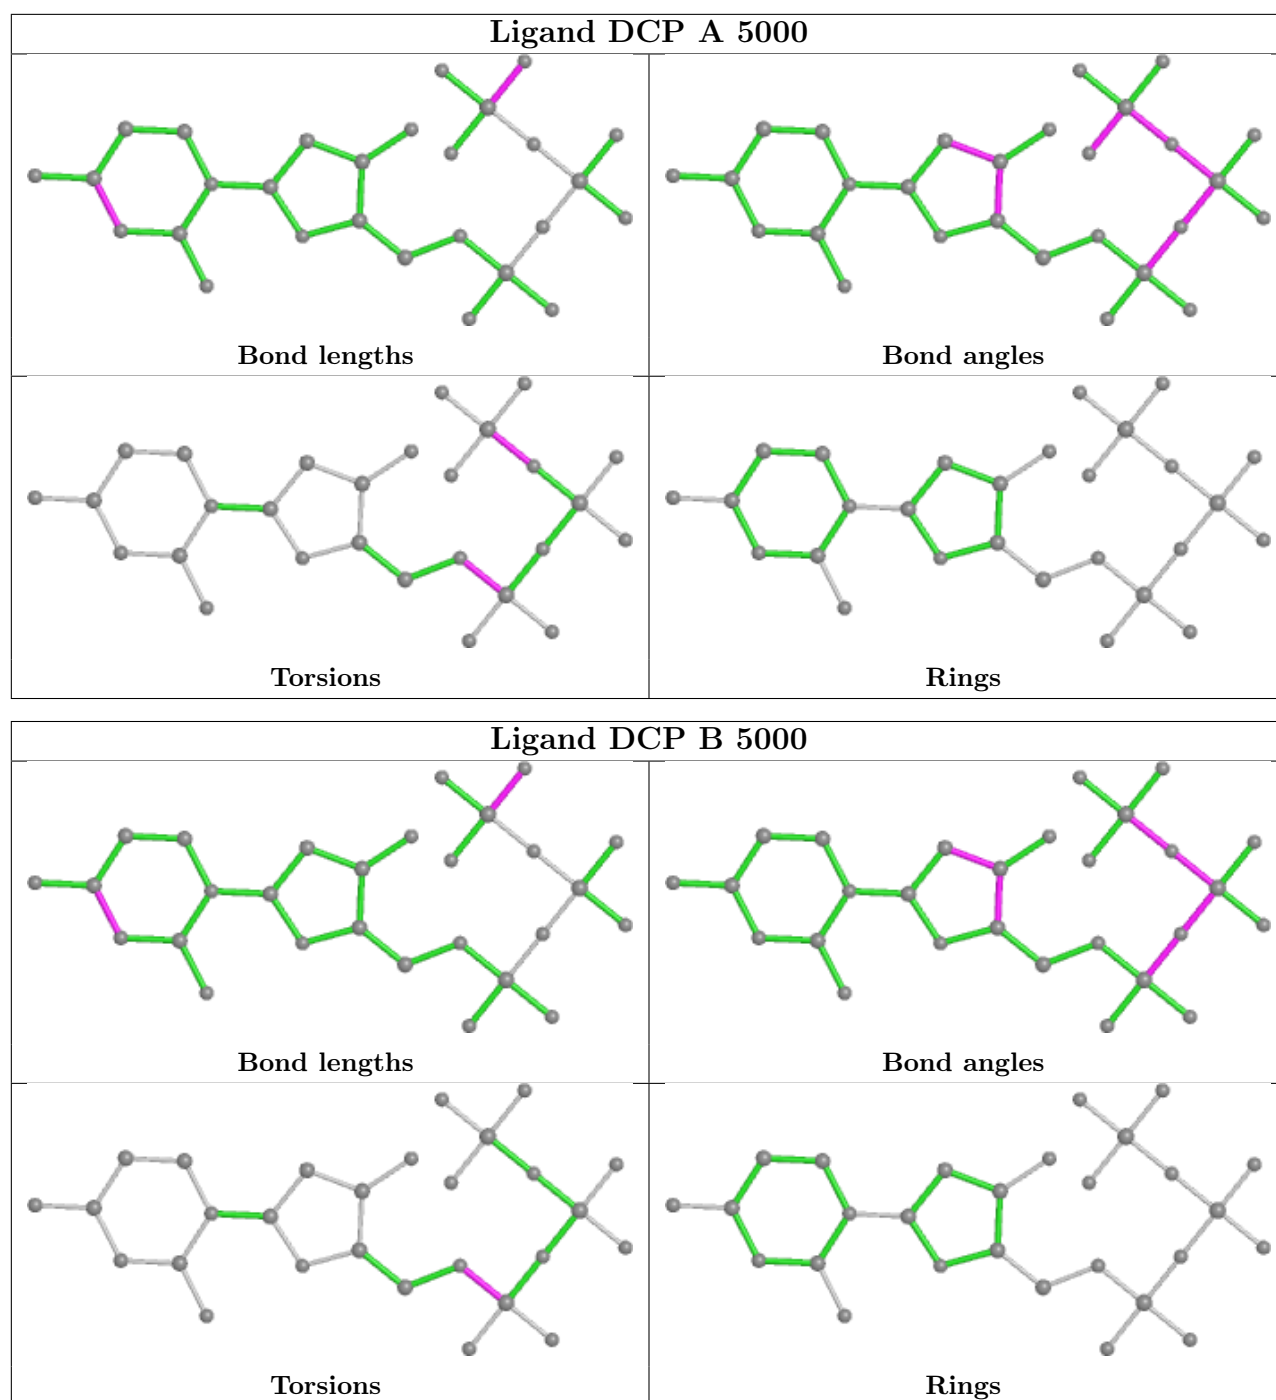 Ligand DCP A 5000
Bond lengths
Bond angles
Torsions
Rings
Ligand DCP B 5000
Bond lengths
Bond angles
Torsions
Rings